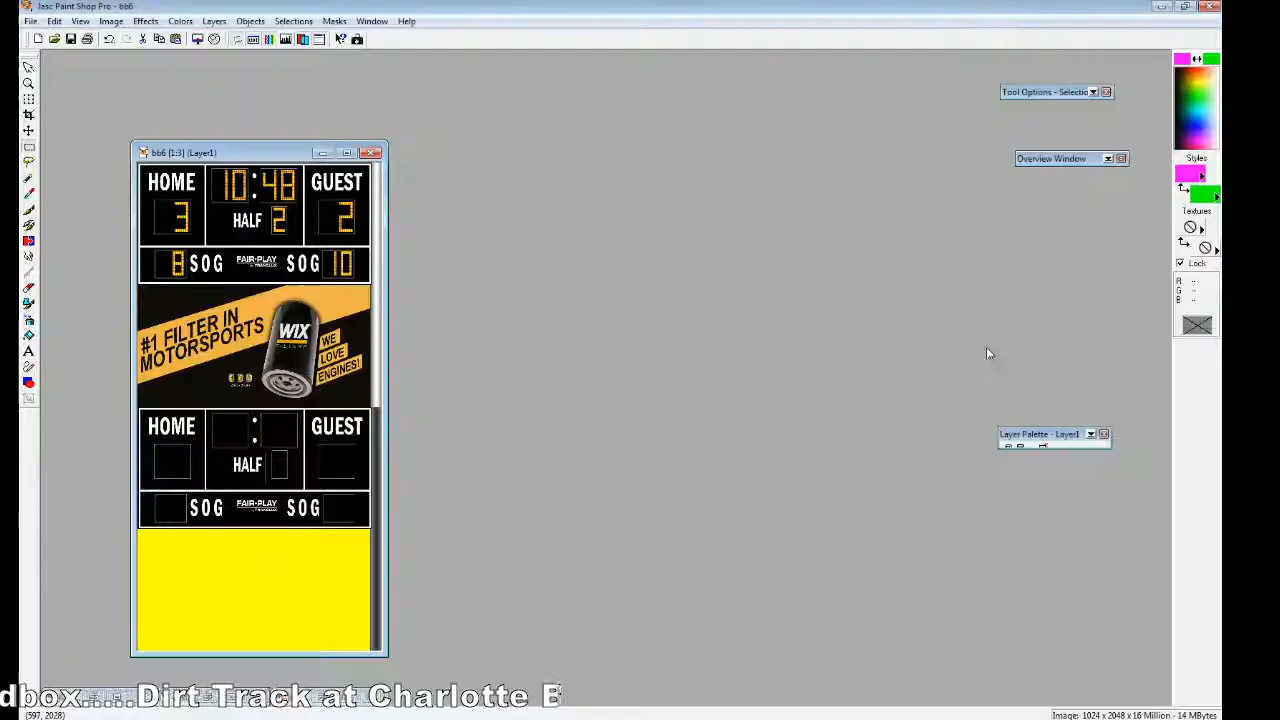 Jasc Paint Shop Pro - bb6
File Edit View Image Effects Colors Layers Objects Selections Masks Window Help
Tool Options - Selectio
Overview Window
Styles
Textures
Lock
R --
G --
B --
Layer Palette - Layer1
bb6 [1:3] (Layer1)
HOME 10:48 GUEST
3 HALF 2 2
8 SOG FAIR-PLAY SOG 10
#1 FILTER IN
MOTORSPORTS
WIX
FILTERS
WE
LOVE
ENGINES!
HOME : GUEST
HALF
SOG FAIR-PLAY SOG
dbox.....Dirt Track at Charlotte B
(597, 2028)
Image: 1024 x 2048 x 16 Million - 14 MBytes